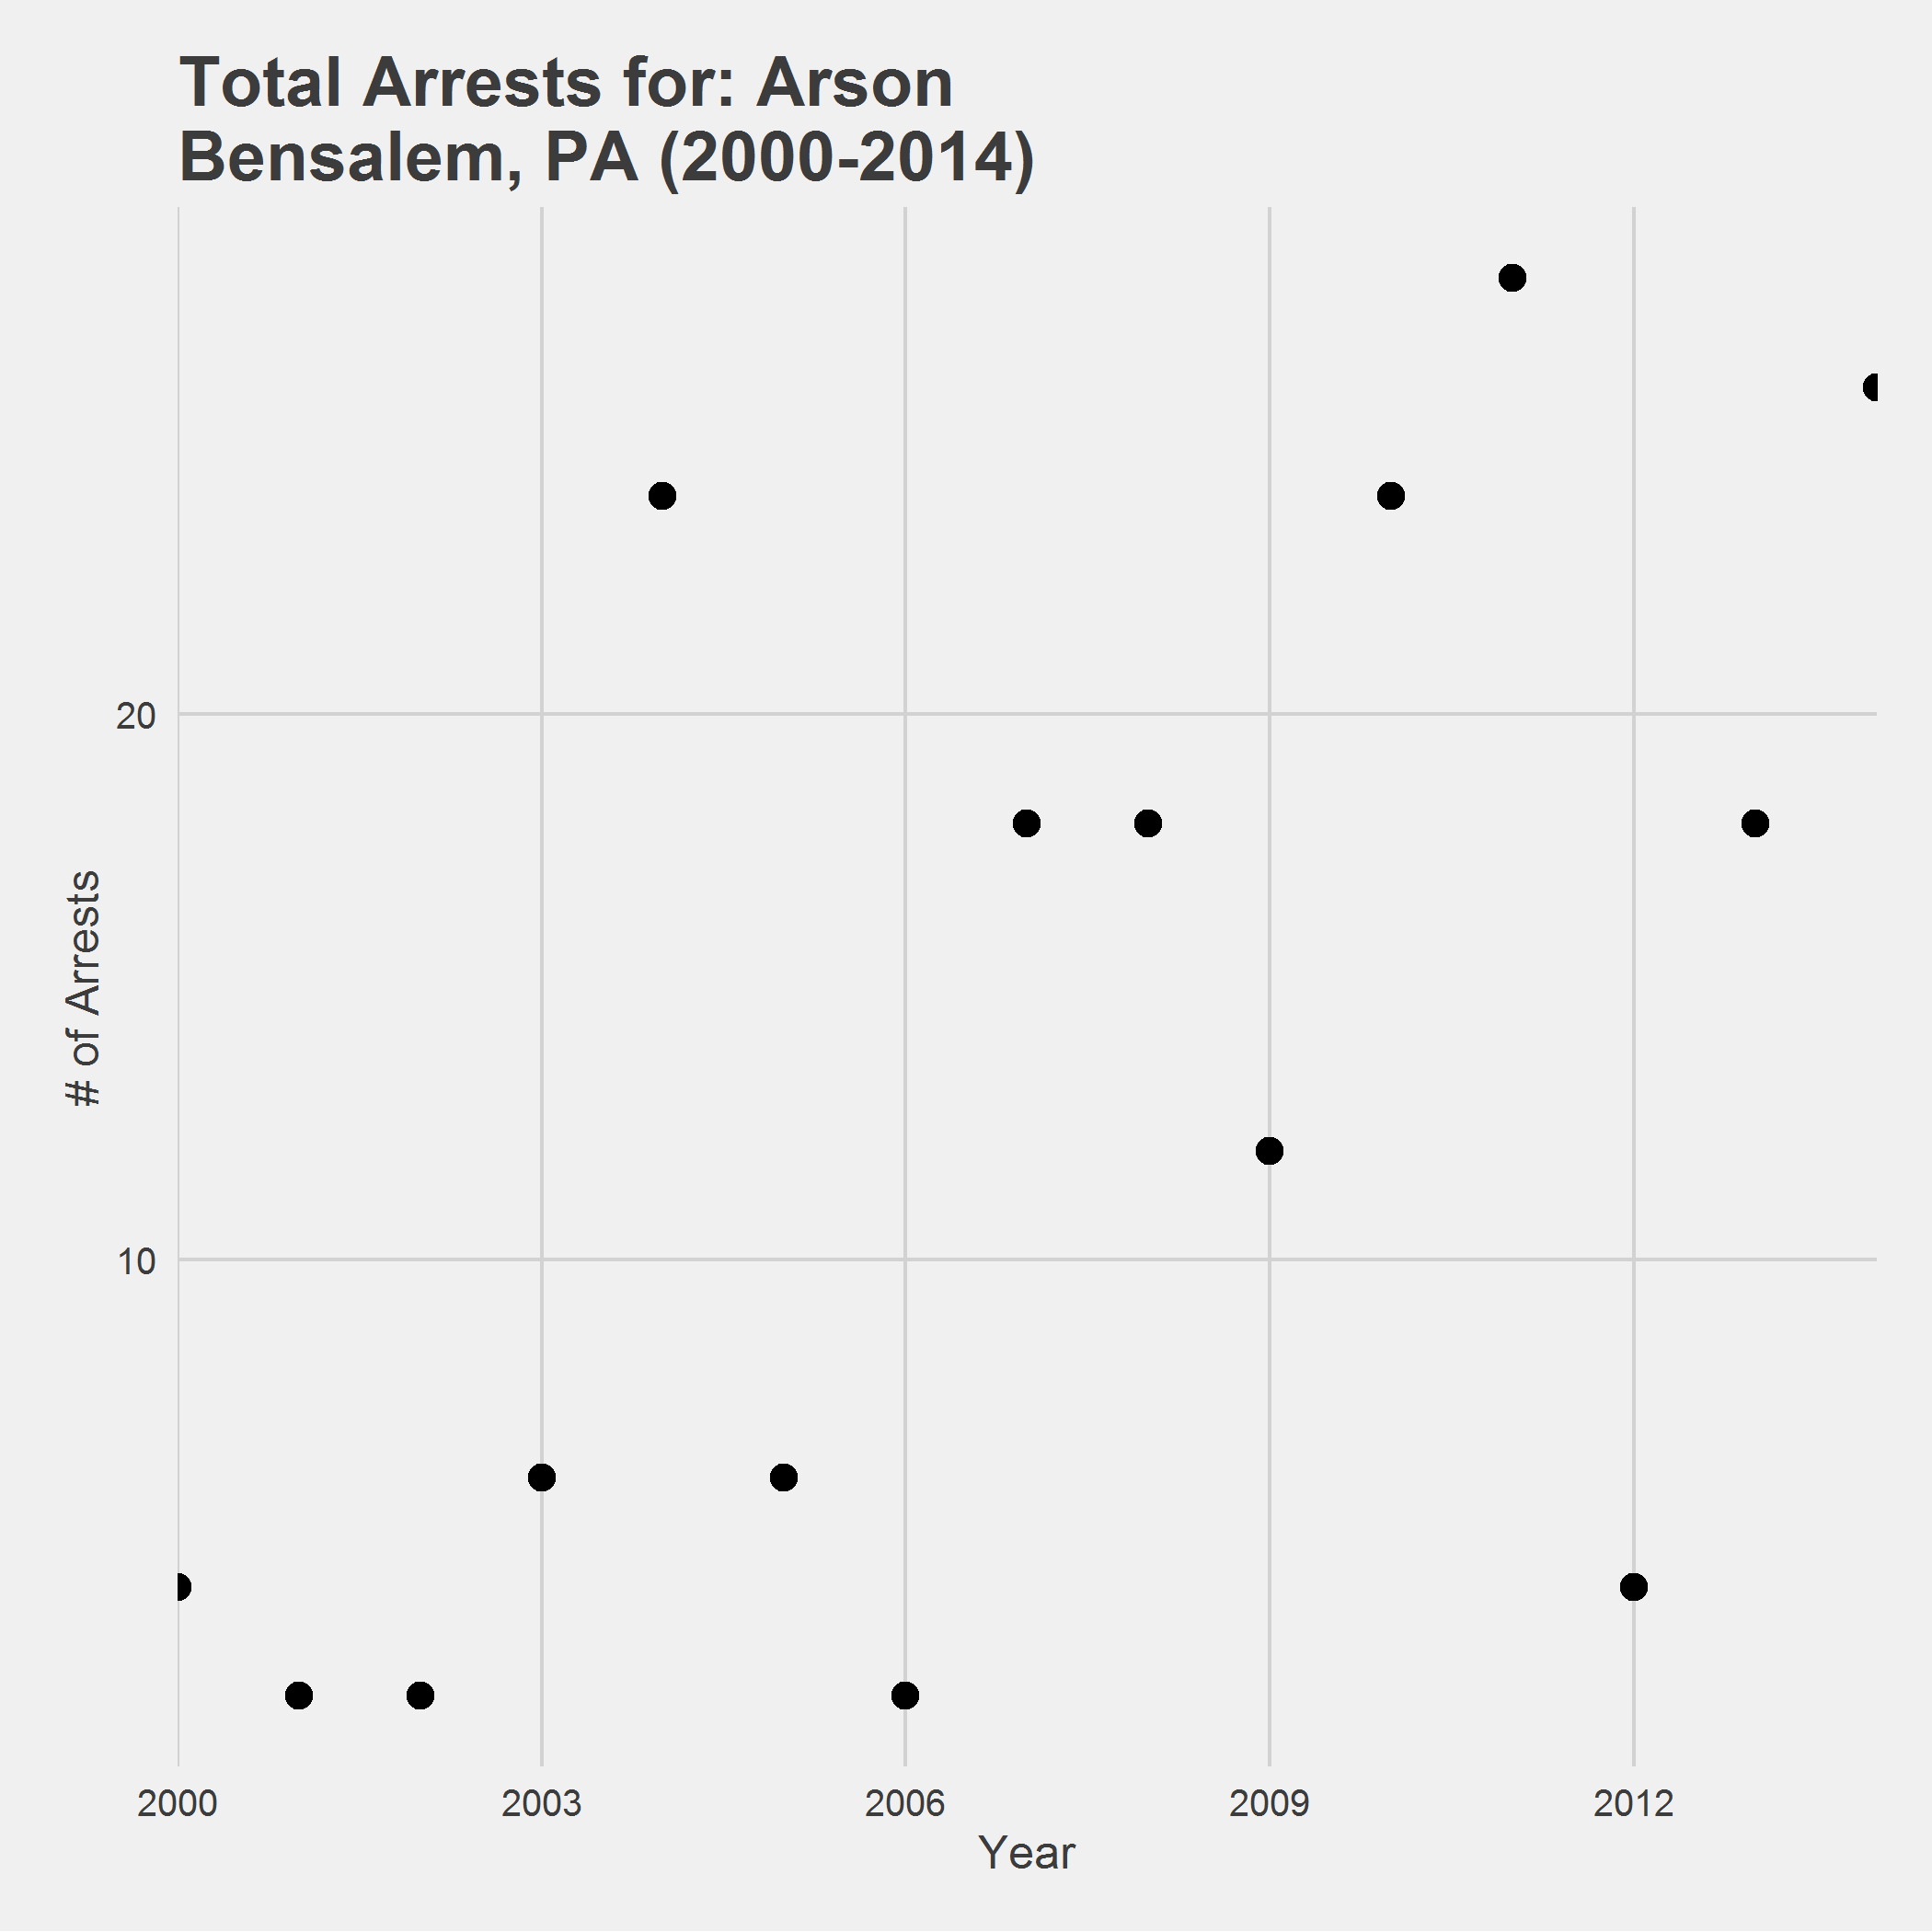 Total Arrests for: Arson
Bensalem, PA (2000-2014)
# of Arrests
20
10
2000 2003 2006 2009 2012
Year